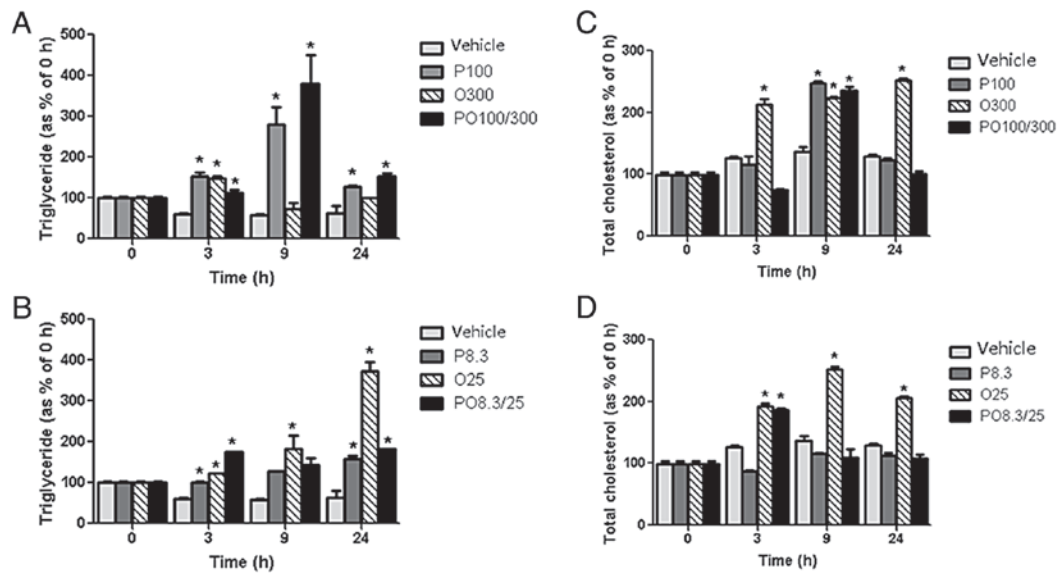 A
Triglyceride (as % of 0 h)
500
400
300
200
100
0
* * *
* *
* *
0 3 9 24
Time (h)
Vehicle
P100
O300
PO100/300
B
Triglyceride (as % of 0 h)
500
400
300
200
100
0
* * *
*
* * *
0 3 9 24
Time (h)
Vehicle
P8.3
O25
PO8.3/25
C
Total cholesterol (as % of 0 h)
300
200
100
0
*
* * *
*
0 3 9 24
Time (h)
Vehicle
P100
O300
PO100/300
D
Total cholesterol (as % of 0 h)
300
200
100
0
* *
*
*
0 3 9 24
Time (h)
Vehicle
P8.3
O25
PO8.3/25